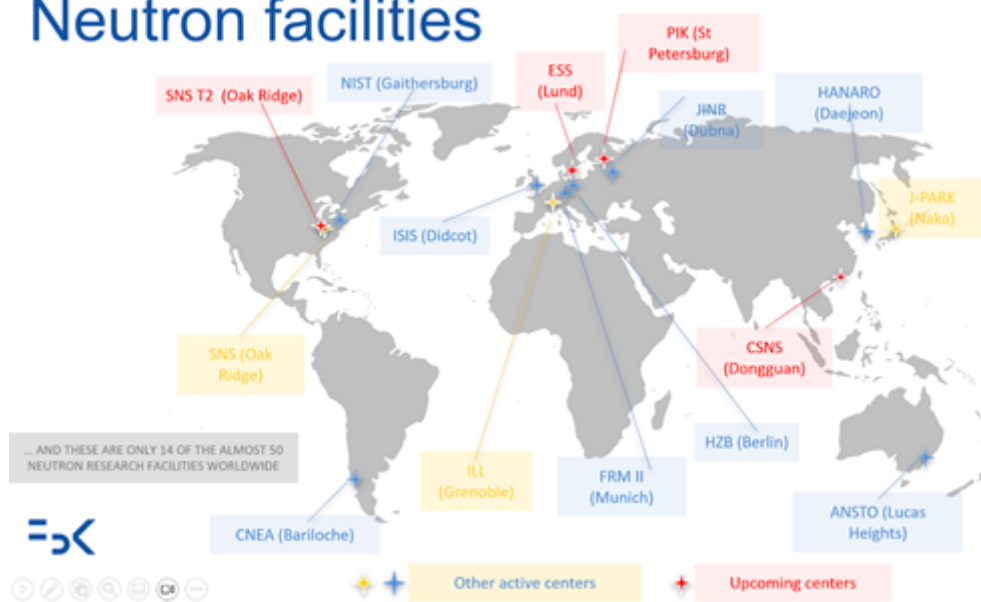 Neutron facilities
PIK (St
Petersburg)
ESS
(Lund)
NIST (Gaithersburg)
SNS T2 (Oak Ridge)
JINR
(Dubna)
HANARO
(Daejeon)
J-PARK
(Naka)
ISIS (Didcot)
SNS (Oak
Ridge)
CSNS
(Dongguan)
HZB (Berlin)
... AND THESE ARE ONLY 14 OF THE ALMOST 50
NEUTRON RESEARCH FACILITIES WORLDWIDE
ILL
(Grenoble)
FRM II
(Munich)
ANSTO (Lucas
Heights)
CNEA (Bariloche)
Other active centers
Upcoming centers